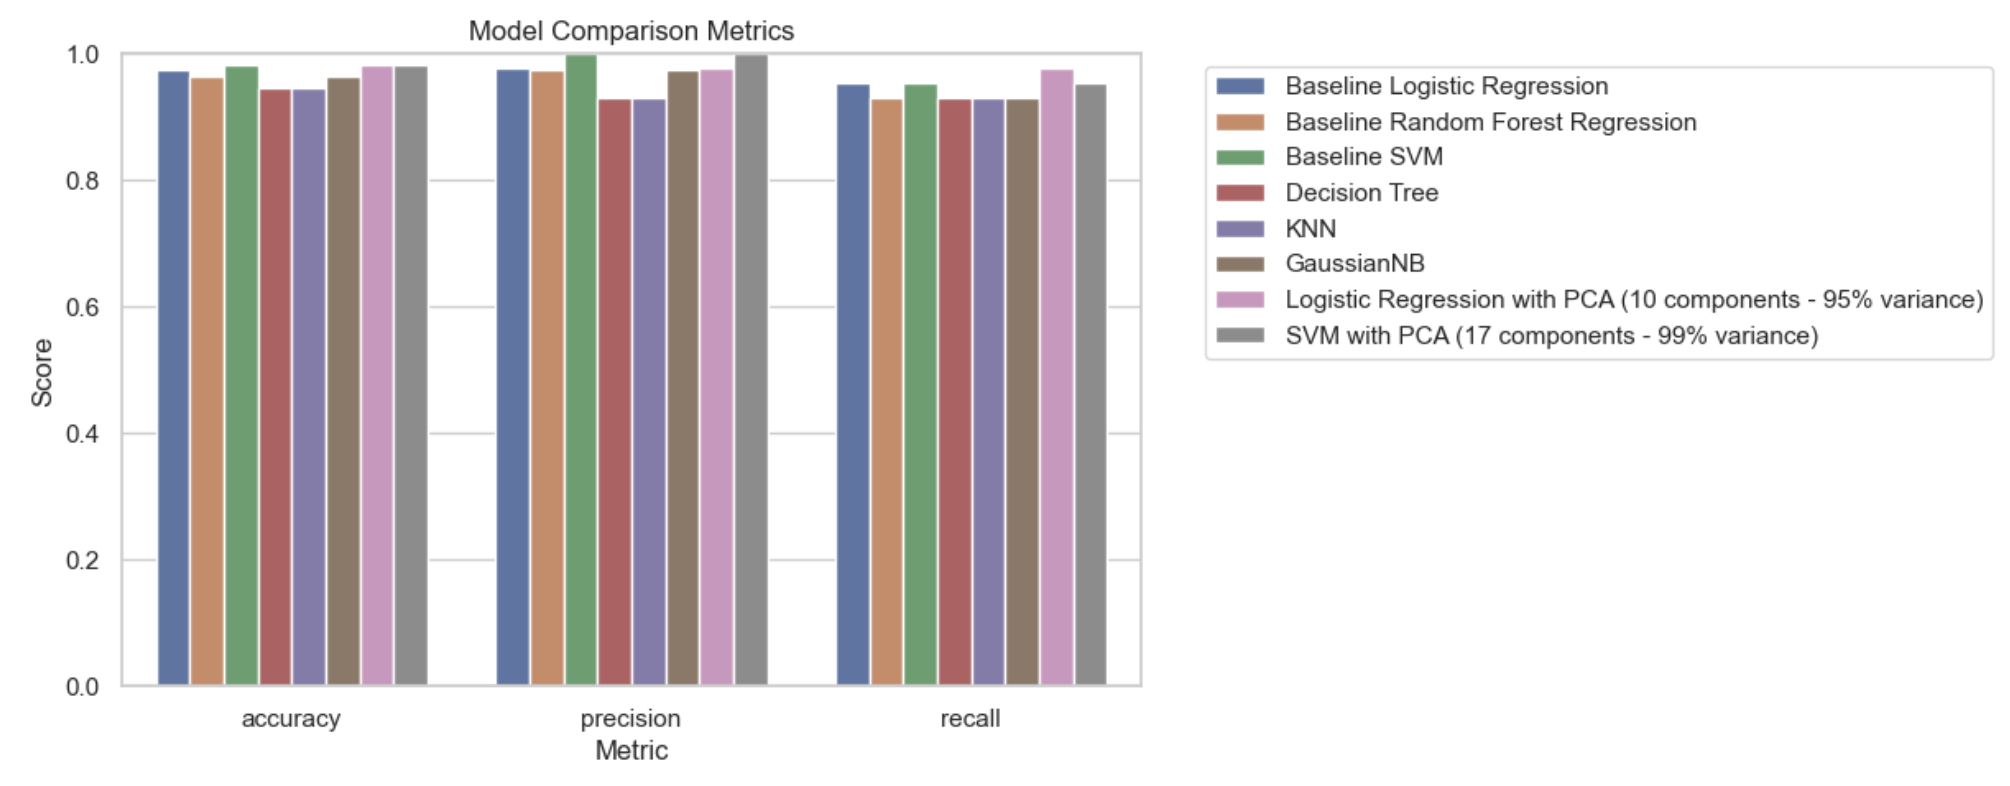 Model Comparison Metrics
1.0
0.8
0.6
0.4
0.2
0.0
Score
accuracy
precision
recall
Metric
Baseline Logistic Regression
Baseline Random Forest Regression
Baseline SVM
Decision Tree
KNN
GaussianNB
Logistic Regression with PCA (10 components - 95% variance)
SVM with PCA (17 components - 99% variance)